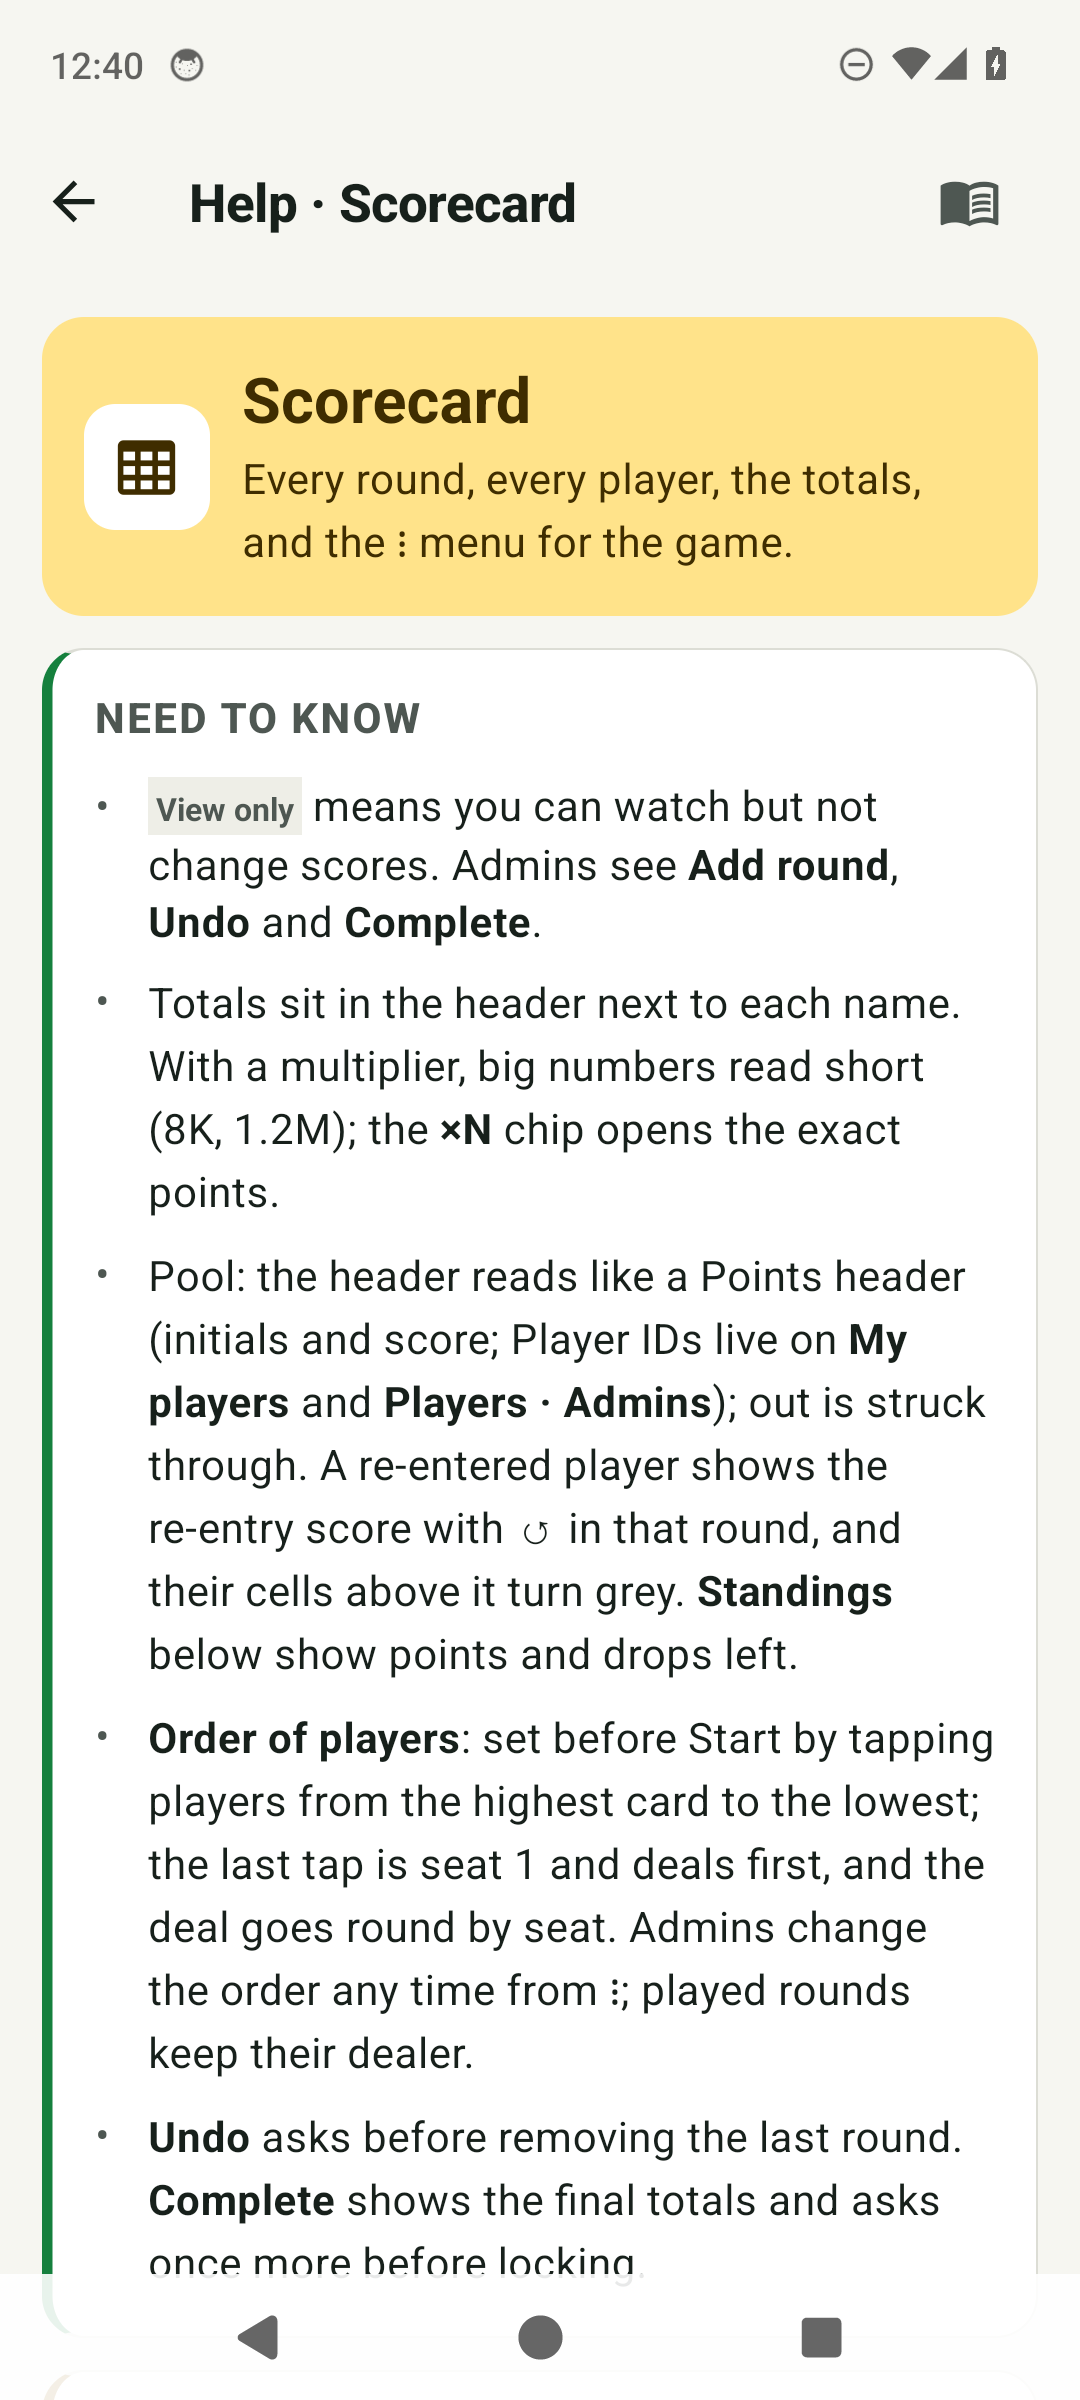 12:40
Help · Scorecard
Scorecard
Every round, every player, the totals,
and the ⋮ menu for the game.
NEED TO KNOW
• View only means you can watch but not
change scores. Admins see Add round,
Undo and Complete.
• Totals sit in the header next to each name.
With a multiplier, big numbers read short
(8K, 1.2M); the ×N chip opens the exact
points.
• Pool: the header reads like a Points header
(initials and score; Player IDs live on My
players and Players · Admins); out is struck
through. A re-entered player shows the
re-entry score with ↺ in that round, and
their cells above it turn grey. Standings
below show points and drops left.
• Order of players: set before Start by tapping
players from the highest card to the lowest;
the last tap is seat 1 and deals first, and the
deal goes round by seat. Admins change
the order any time from ⋮; played rounds
keep their dealer.
• Undo asks before removing the last round.
Complete shows the final totals and asks
once more before locking.